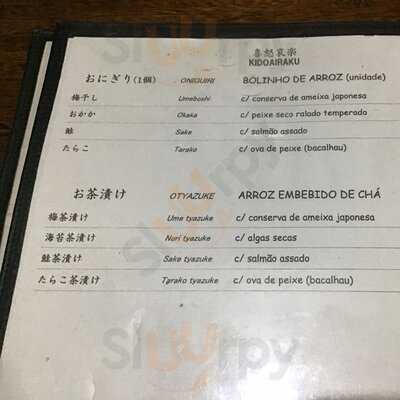 喜怒哀楽
KIDOAIRAKU
おにぎり(1個) ONIGUIRI BOLINHO DE ARROZ (unidade)
梅干し Umeboshi c/ conserva de ameixa japonesa
おかか Okaka c/ peixe seco ralado temperada
鮭 Sake c/ salmão assado
たらこ Tarako c/ ova de peixe (bacalhau)
お茶漬け OTYAZUKE ARROZ EMBEBIDO DE CHÁ
梅茶漬け Ume tyazuke c/ conserva de ameixa japonesa
海苔茶漬け Nori tyazuke c/ algas secas
鮭茶漬け Sake tyazuke c/ salmão assado
たらこ茶漬け Tarako tyazuke c/ ova de peixe (bacalhau)
Sluurpy
Sluurpy
Sluurpy